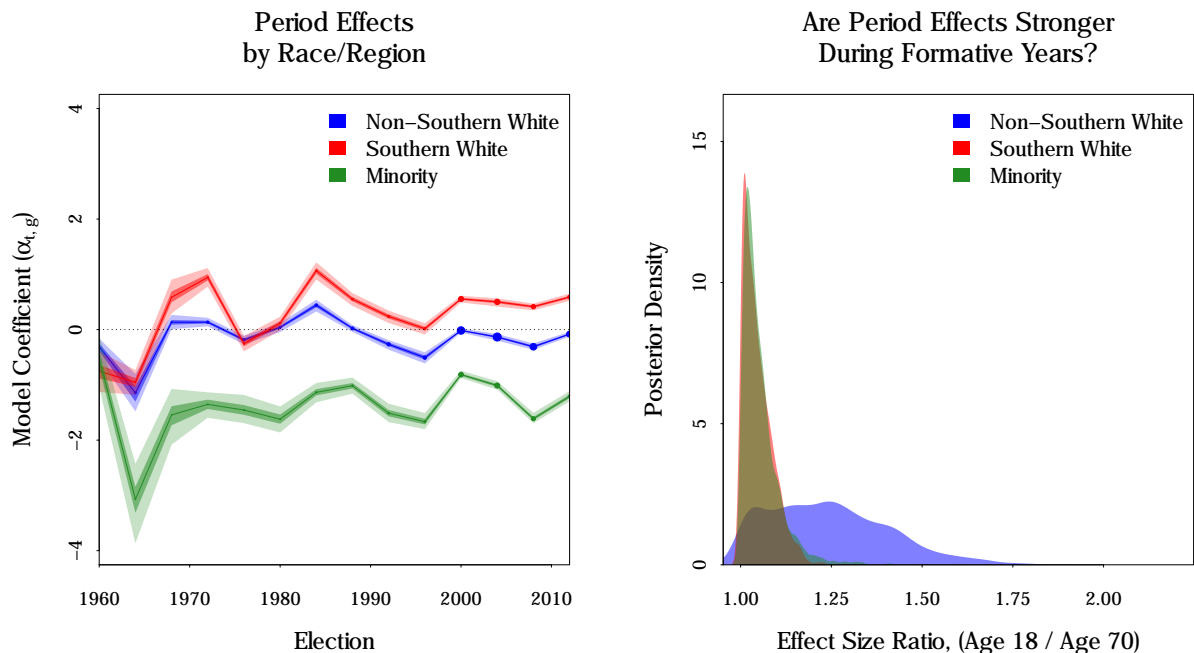 Period Effects
by Race/Region
4
2
0
−2
−4
Model Coefficient (αt, g)
Non−Southern White
Southern White
Minority
1960
1970
1980
1990
2000
2010
Election
Are Period Effects Stronger
During Formative Years?
15
10
5
0
Posterior Density
Non−Southern White
Southern White
Minority
1.00
1.25
1.50
1.75
2.00
Effect Size Ratio, (Age 18 / Age 70)